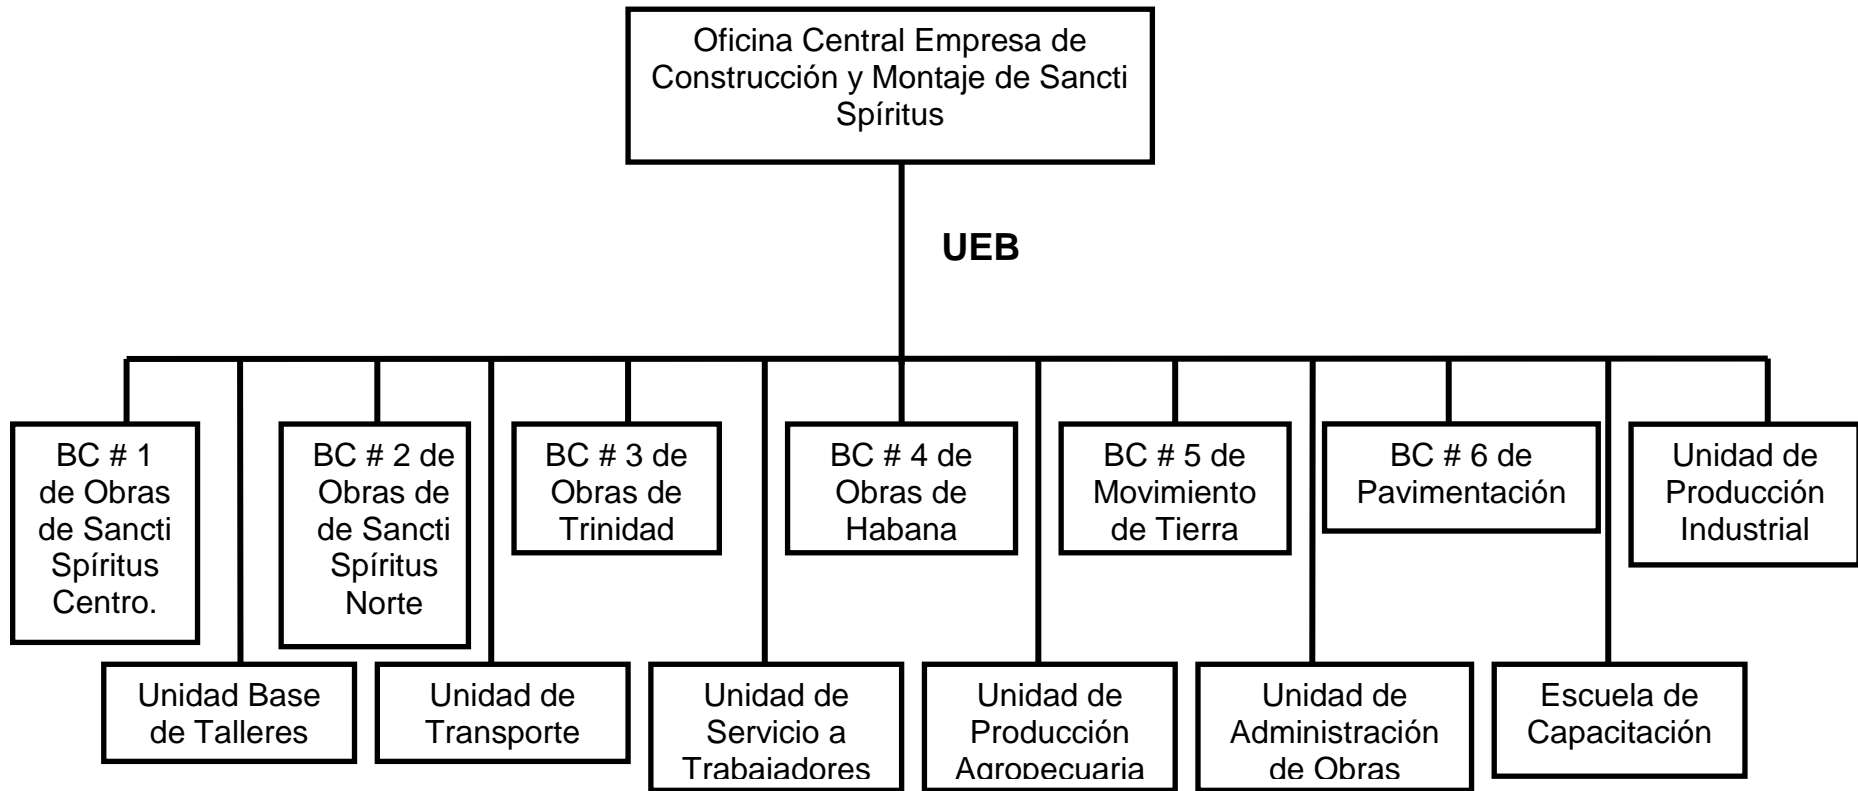 Oficina Central Empresa de
Construcción y Montaje de Sancti
Spíritus
UEB
BC # 1
de Obras
de Sancti
Spíritus
Centro.
BC # 2 de
Obras de
de Sancti
Spíritus
Norte
BC # 3 de
Obras de
Trinidad
BC # 4 de
Obras de
Habana
BC # 5 de
Movimiento
de Tierra
BC # 6 de
Pavimentación
Unidad de
Producción
Industrial
Unidad Base
de Talleres
Unidad de
Transporte
Unidad de
Servicio a
Trabajadores
Unidad de
Producción
Agropecuaria
Unidad de
Administración
de Obras
Escuela de
Capacitación